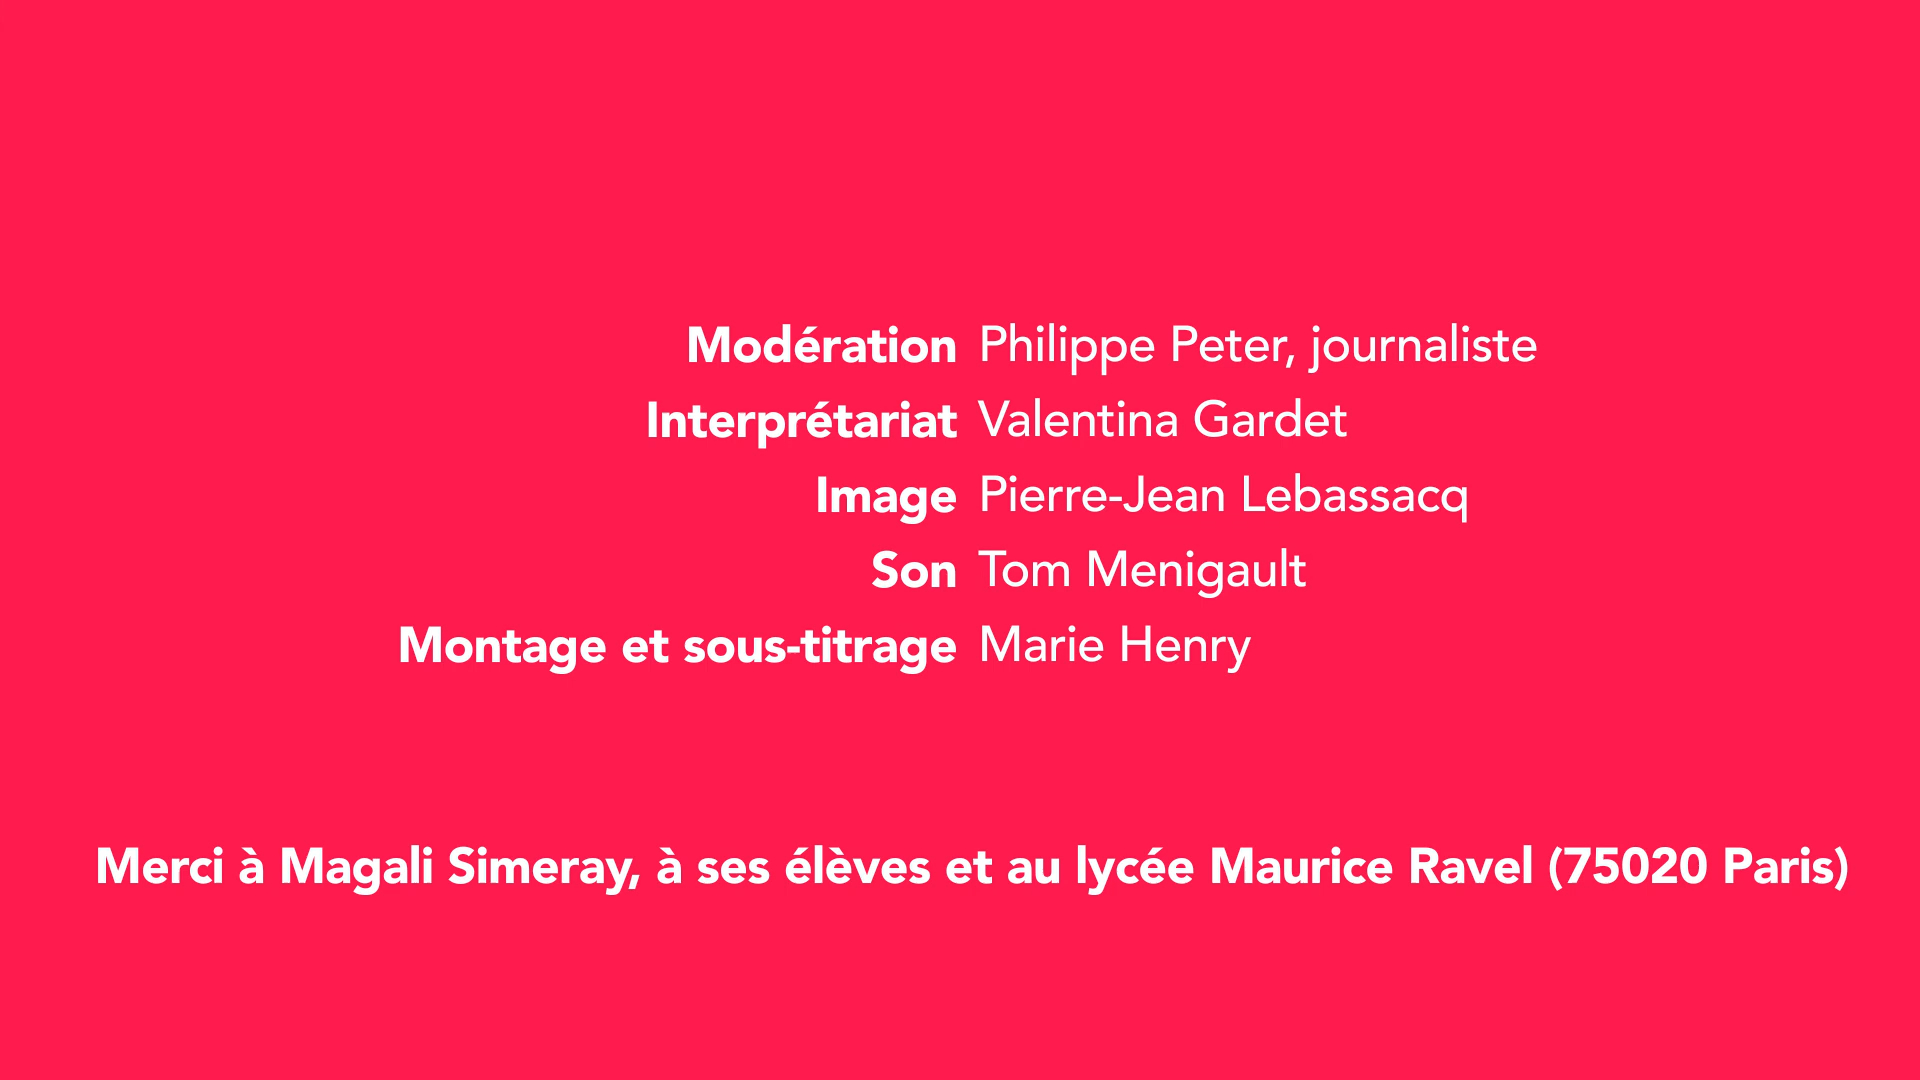 Modération Philippe Peter, journaliste
Interprétariat Valentina Gardet
Image Pierre-Jean Lebassacq
Son Tom Menigault
Montage et sous-titrage Marie Henry
Merci à Magali Simeray, à ses élèves et au lycée Maurice Ravel (75020 Paris)